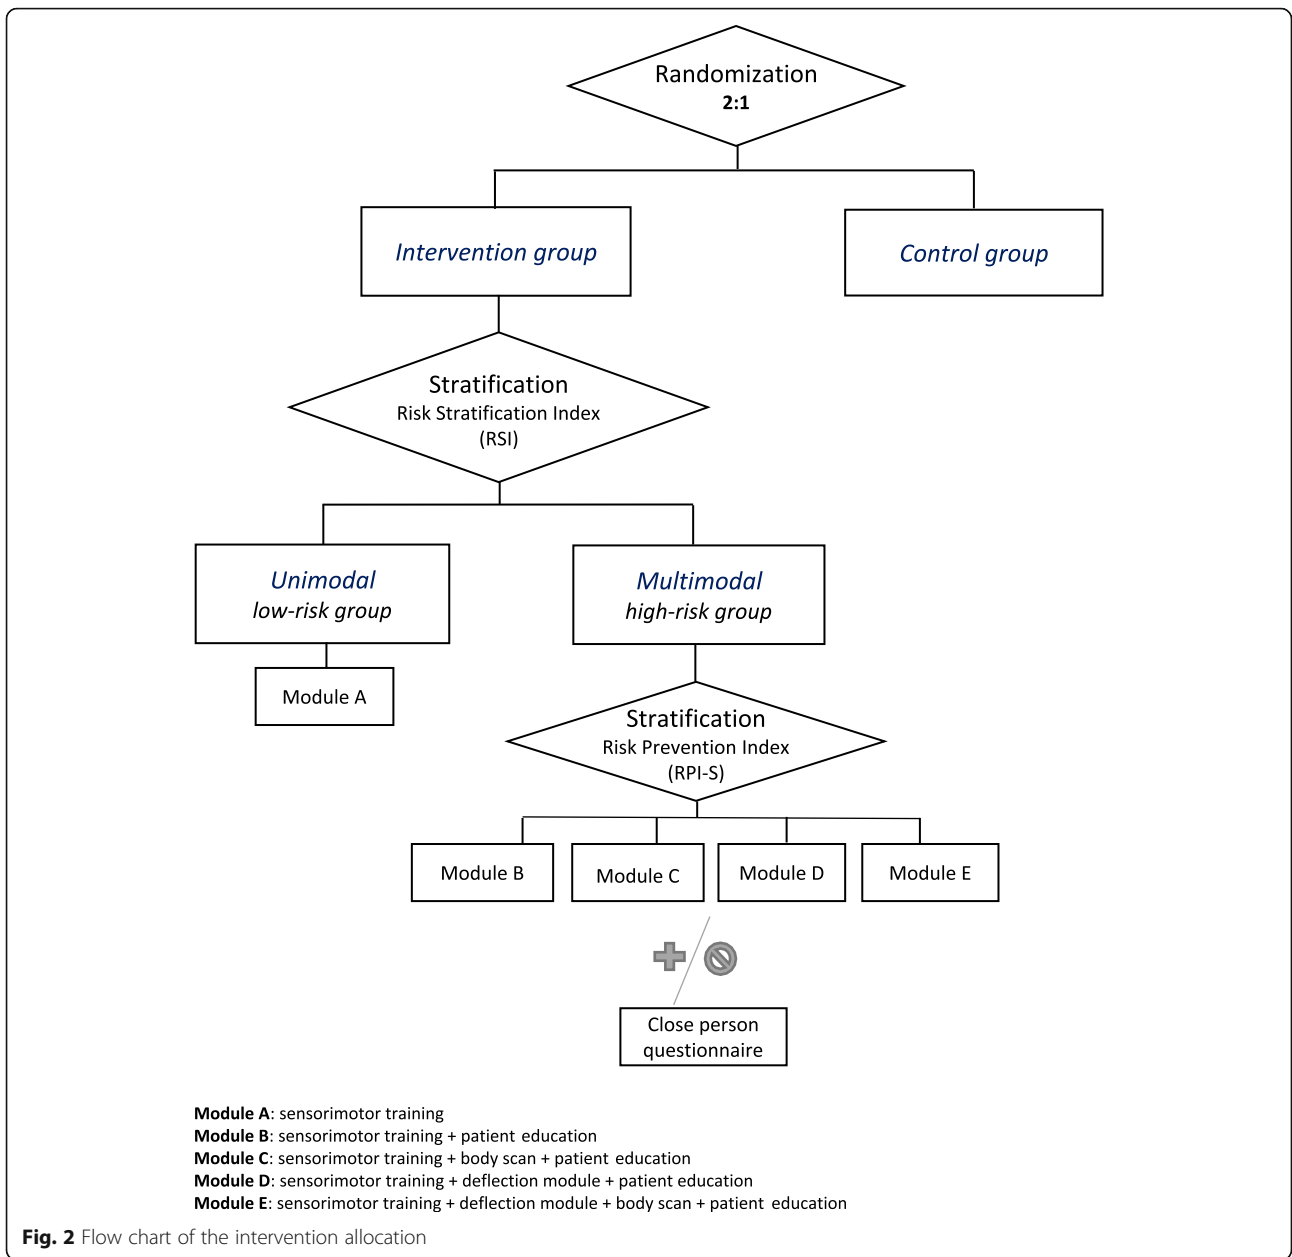 Randomization
2:1
Intervention group
Control group
Stratification
Risk Stratification Index
(RSI)
Unimodal
low-risk group
Multimodal
high-risk group
Module A
Stratification
Risk Prevention Index
(RPI-S)
Module B
Module C
Module D
Module E
Close person
questionnaire
Module A: sensorimotor training
Module B: sensorimotor training + patient education
Module C: sensorimotor training + body scan + patient education
Module D: sensorimotor training + deflection module + patient education
Module E: sensorimotor training + deflection module + body scan + patient education
Fig. 2 Flow chart of the intervention allocation